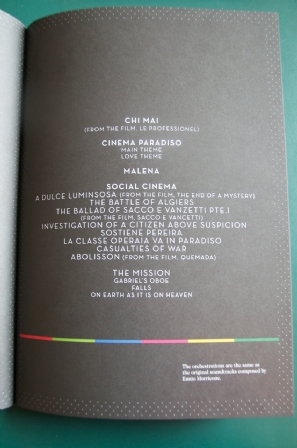 CHI MAI
(FROM THE FILM, LE PROFESSIONEL)
CINEMA PARADISO
MAIN THEME
LOVE THEME
MALENA
SOCIAL CINEMA
A DULCE LUMINOSSA (FROM THE FILM, THE END OF A MYSTERY)
THE BATTLE OF ALGIERS
THE BALLAD OF SACCO E VANZETTI PTE.1
(FROM THE FILM, SACCO E VANCETTI)
INVESTIGATION OF A CITIZEN ABOVE SUSPICION
SOSTIENE PEREIRA
LA CLASSE OPERAIA VA IN PARADISO
CASUALTIES OF WAR
ABOLISSON (FROM THE FILM, QUEMADA)
THE MISSION
GABRIEL'S OBOE
FALLS
ON EARTH AS IT IS ON HEAVEN
The orchestrations are the same as
the original soundtracks composed by
Ennio Morricone.